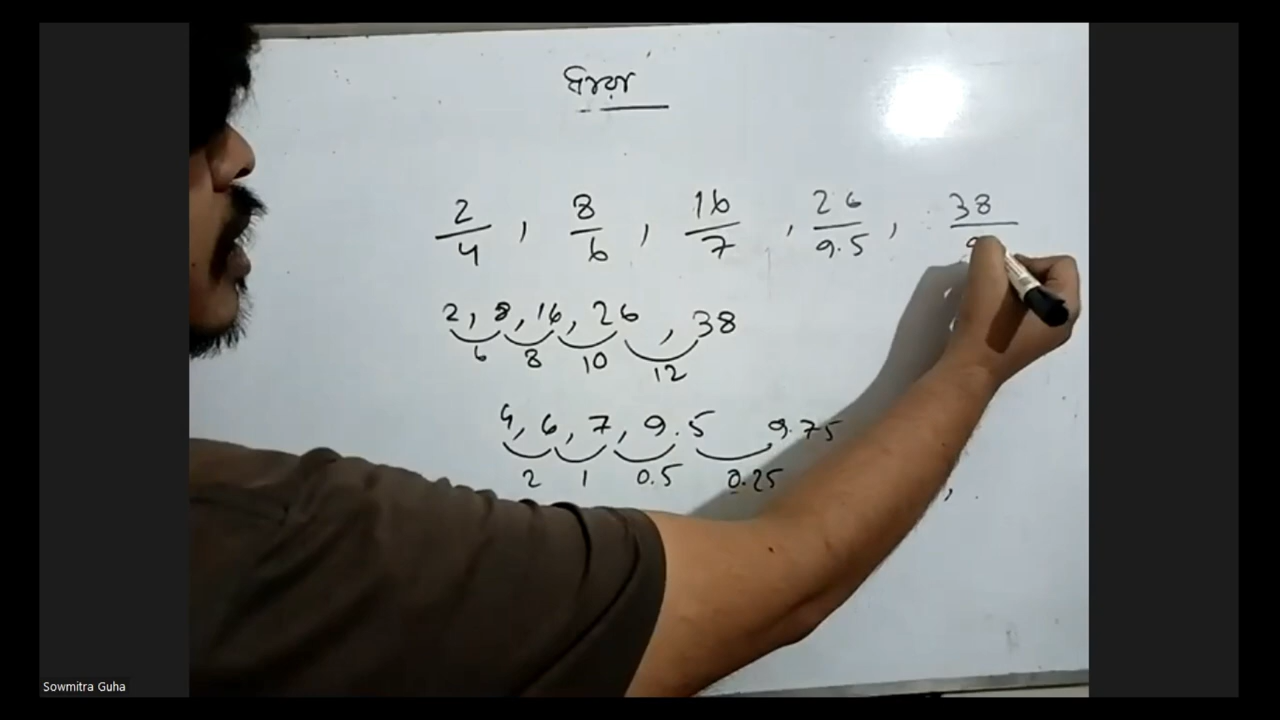 2 , 8 , 16 , 26 , 38
4 6 7 9.5
2, 8, 16, 26 , 38
6 8 10 12
4, 6, 7, 9.5 9.75
2 1 0.5 0.25
Sowmitra Guha